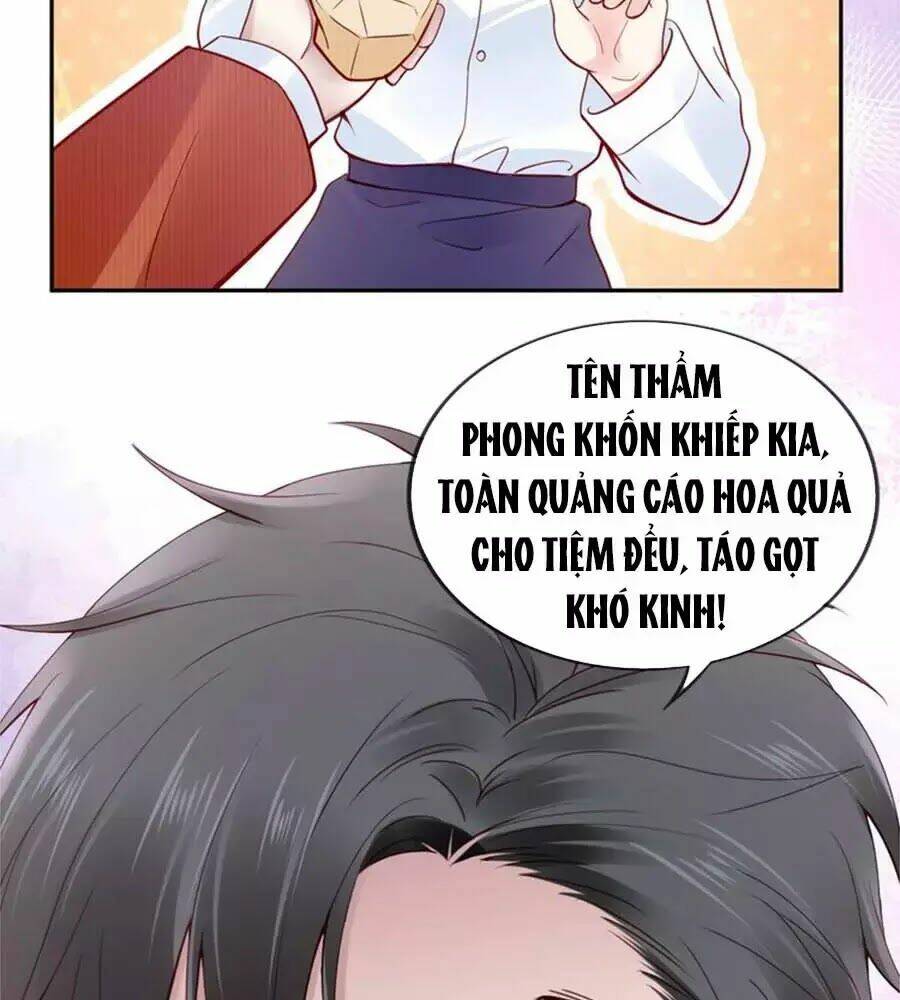 TÊN THẨM
PHONG KHỐN KHIẾP KIA,
TOÀN QUẢNG CÁO HOA QUẢ
CHO TIỆM ĐỂU, TÁO GỌT
KHÓ KINH!